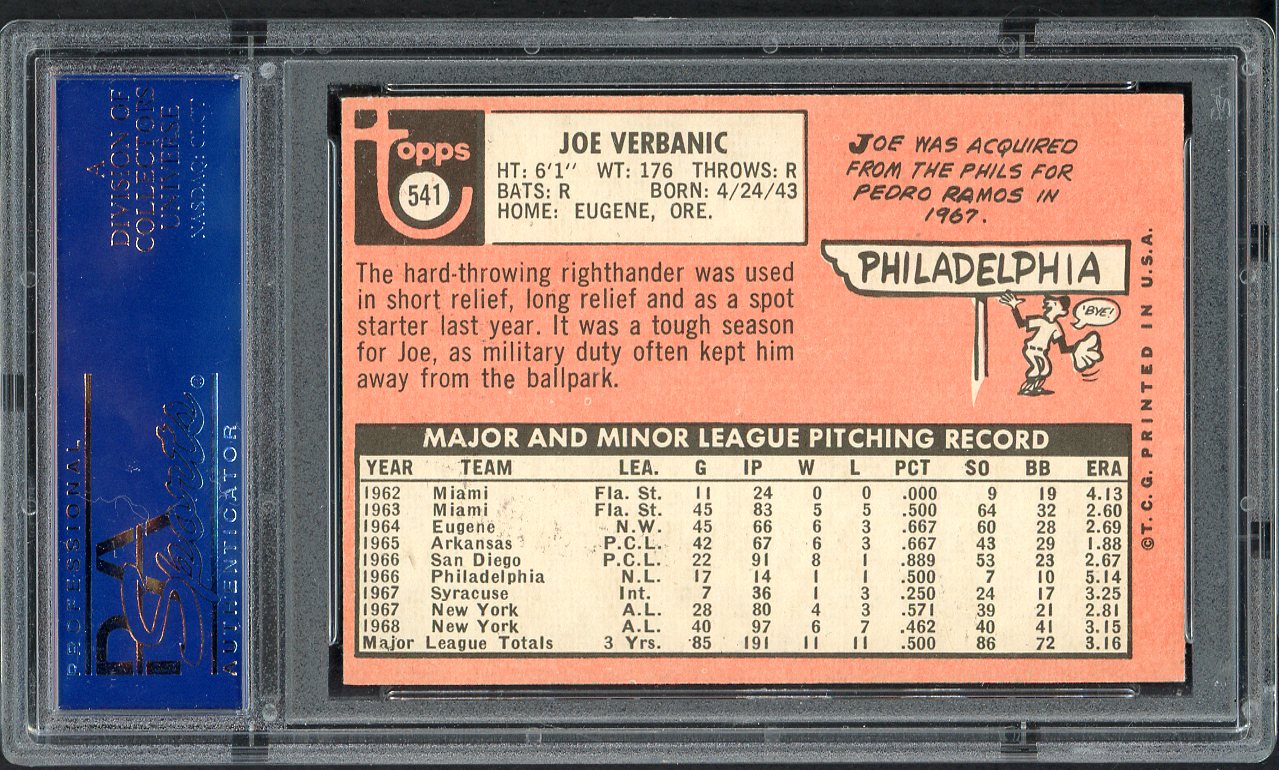 A
DIVISION OF
COLLECTORS
UNIVERSE
NASDAQ: CLCT
PROFESSIONAL
PSA
Sports
AUTHENTICATOR
Topps
541
JOE VERBANIC
HT: 6'1" WT: 176 THROWS: R
BATS: R BORN: 4/24/43
HOME: EUGENE, ORE.
The hard-throwing righthander was used
in short relief, long relief and as a spot
starter last year. It was a tough season
for Joe, as military duty often kept him
away from the ballpark.
JOE WAS ACQUIRED
FROM THE PHILS FOR
PEDRO RAMOS IN
1967.
PHILADELPHIA
'BYE!
©T.C.G. PRINTED IN U.S.A.
MAJOR AND MINOR LEAGUE PITCHING RECORD
YEAR TEAM LEA. G IP W L PCT SO BB ERA
1962 Miami Fla. St. 11 24 0 0 .000 9 19 4.13
1963 Miami Fla. St. 45 83 5 5 .500 64 32 2.60
1964 Eugene N.W. 45 66 6 3 .667 60 28 2.69
1965 Arkansas P.C.L. 42 67 6 3 .667 43 29 1.88
1966 San Diego P.C.L. 22 91 8 1 .889 53 23 2.67
1966 Philadelphia N.L. 17 14 1 1 .500 7 10 5.14
1967 Syracuse Int. 7 36 1 3 .250 24 17 3.25
1967 New York A.L. 28 80 4 3 .571 39 21 2.81
1968 New York A.L. 40 97 6 7 .462 40 41 3.15
Major League Totals 3 Yrs. 85 191 11 11 .500 86 72 3.16